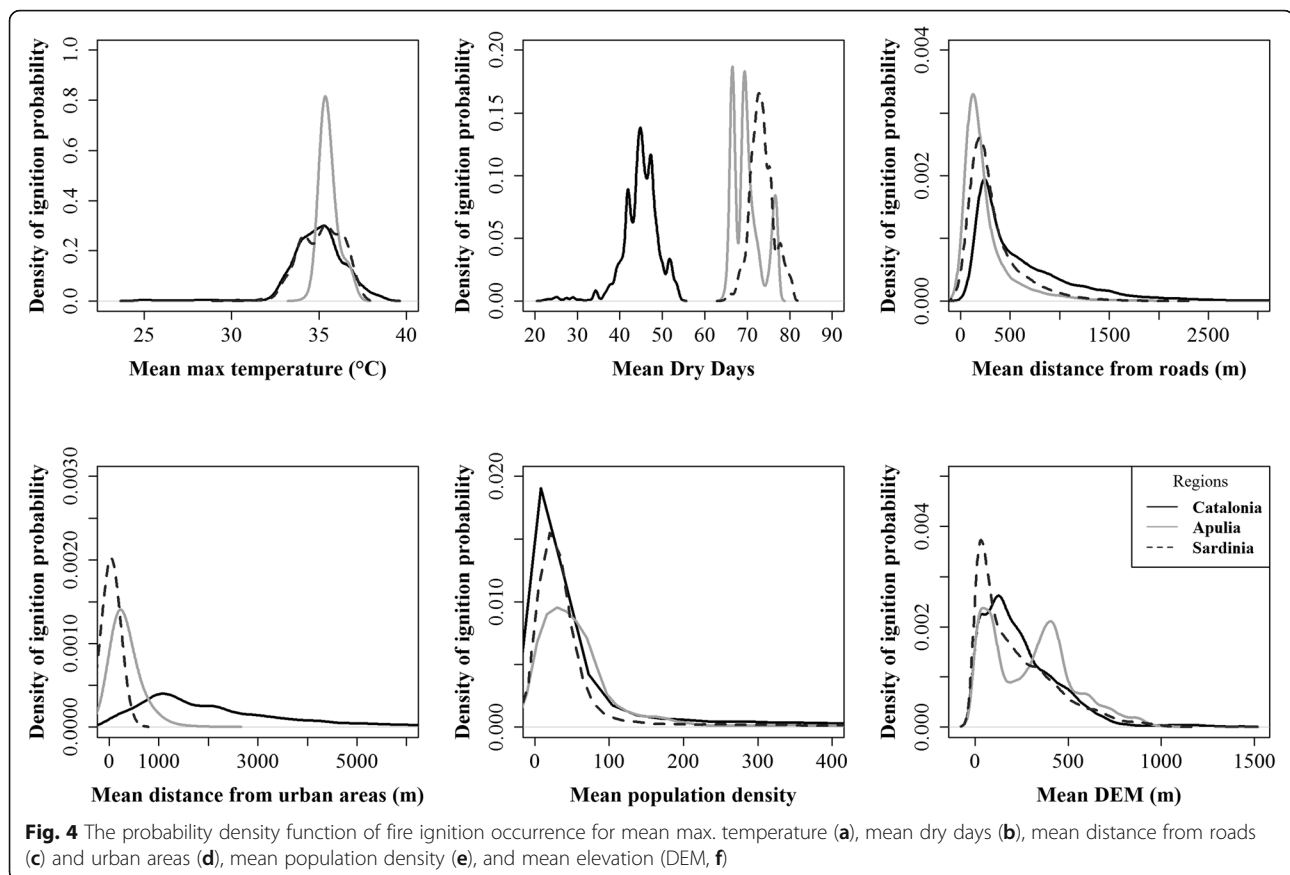 Density of ignition probability
0.0 0.2 0.4 0.6 0.8 1.0
25 30 35 40
Mean max temperature (°C)
Density of ignition probability
0.00 0.05 0.10 0.15 0.20
20 30 40 50 60 70 80 90
Mean Dry Days
Density of ignition probability
0.000 0.002 0.004
0 500 1500 2500
Mean distance from roads (m)
Density of ignition probability
0.0000 0.0010 0.0020 0.0030
0 1000 3000 5000
Mean distance from urban areas (m)
Density of ignition probability
0.000 0.010 0.020
0 100 200 300 400
Mean population density
Density of ignition probability
0.000 0.002 0.004
0 500 1000 1500
Mean DEM (m)
Regions
Catalonia
Apulia
Sardinia
Fig. 4 The probability density function of fire ignition occurrence for mean max. temperature (a), mean dry days (b), mean distance from roads
(c) and urban areas (d), mean population density (e), and mean elevation (DEM, f)